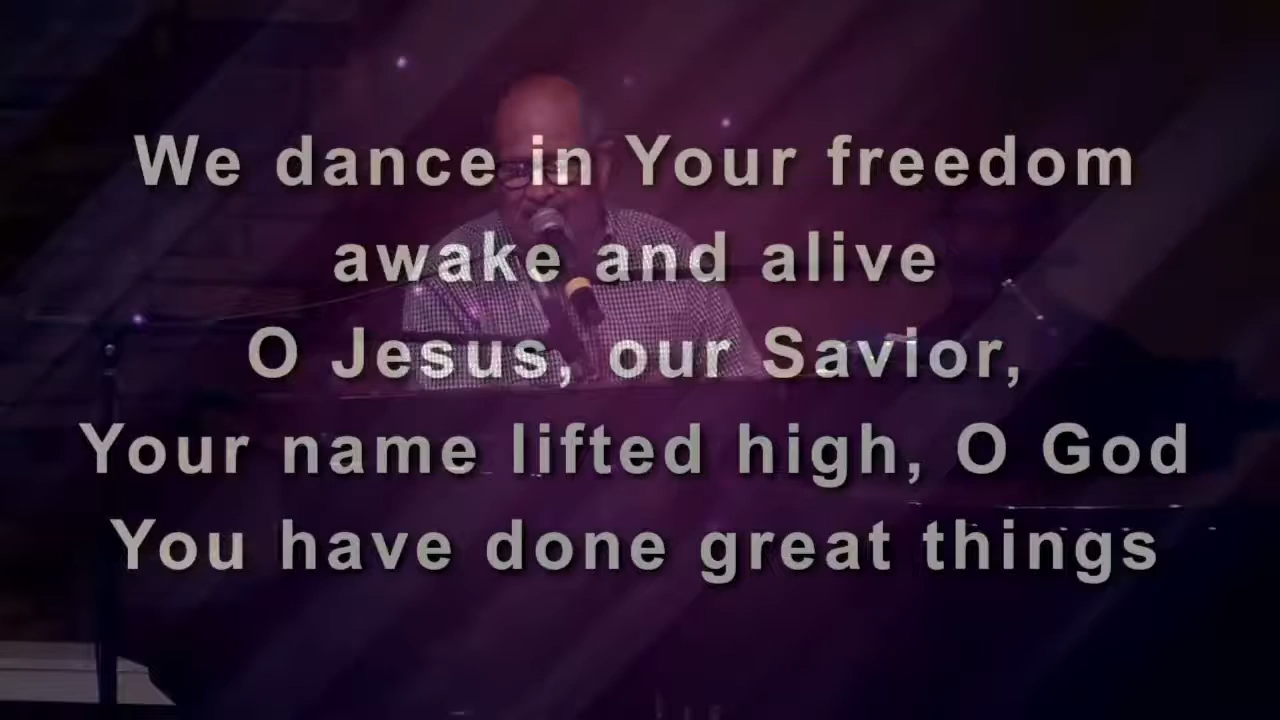 We dance in Your freedom
awake and alive
O Jesus, our Savior,
Your name lifted high, O God
You have done great things